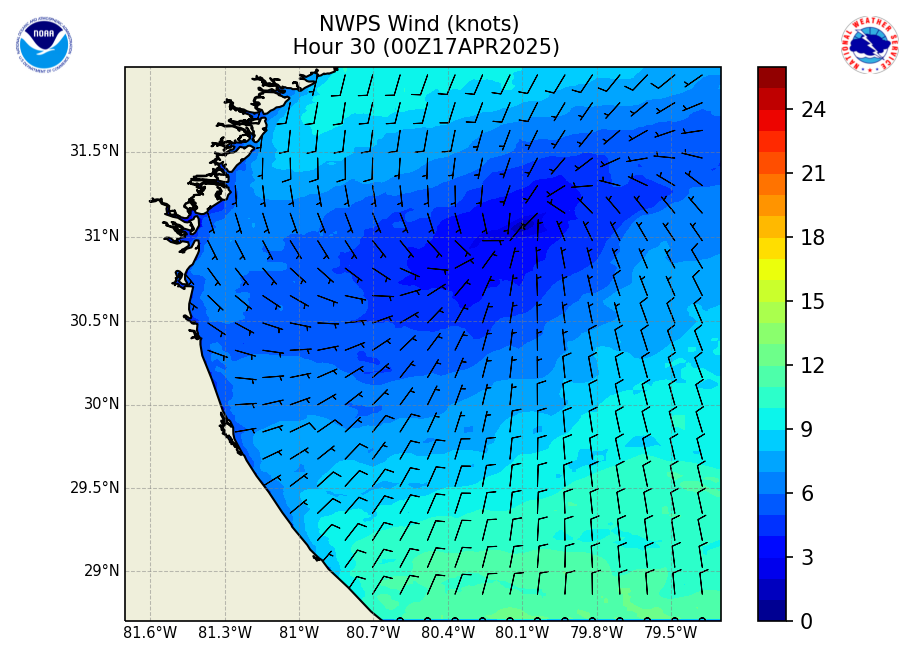 NWPS Wind (knots)
Hour 30 (00Z17APR2025)
NOAA
NATIONAL WEATHER SERVICE
31.5°N
31°N
30.5°N
30°N
29.5°N
29°N
81.6°W 81.3°W 81°W 80.7°W 80.4°W 80.1°W 79.8°W 79.5°W
24
21
18
15
12
9
6
3
0